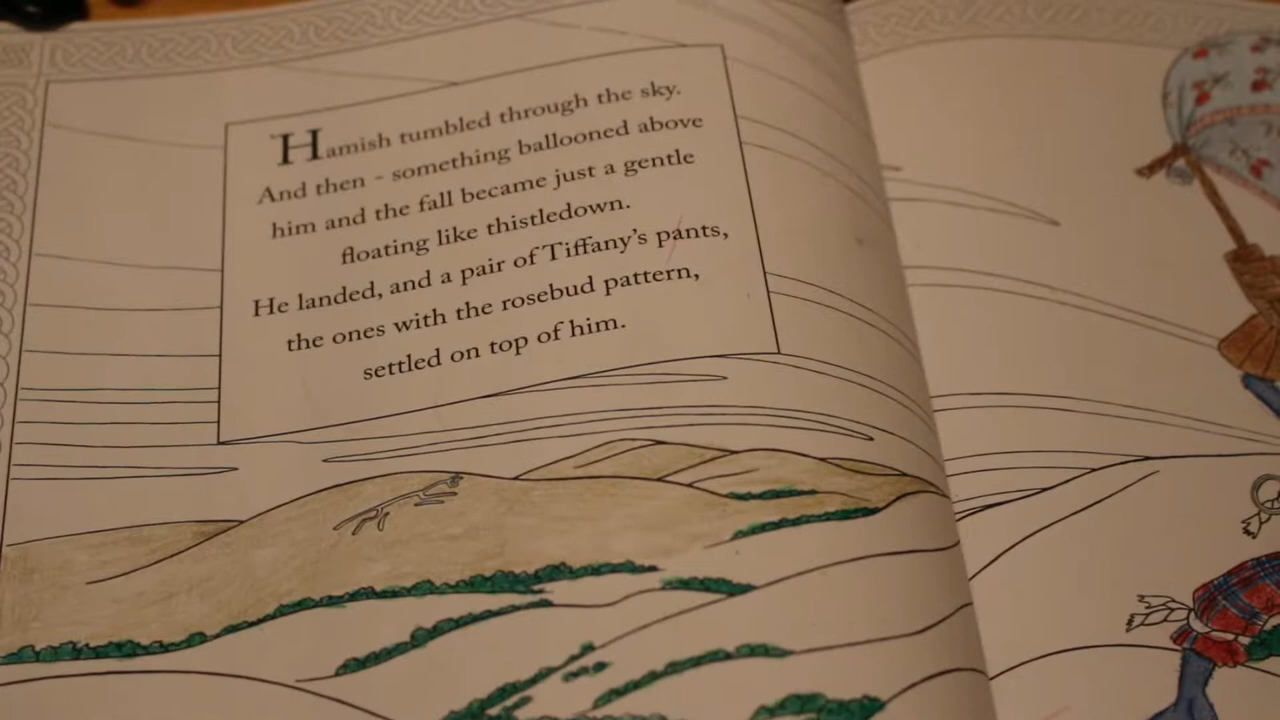 Hamish tumbled through the sky.
And then - something ballooned above
him and the fall became just a gentle
floating like thistledown.
He landed, and a pair of Tiffany's pants,
the ones with the rosebud pattern,
settled on top of him.